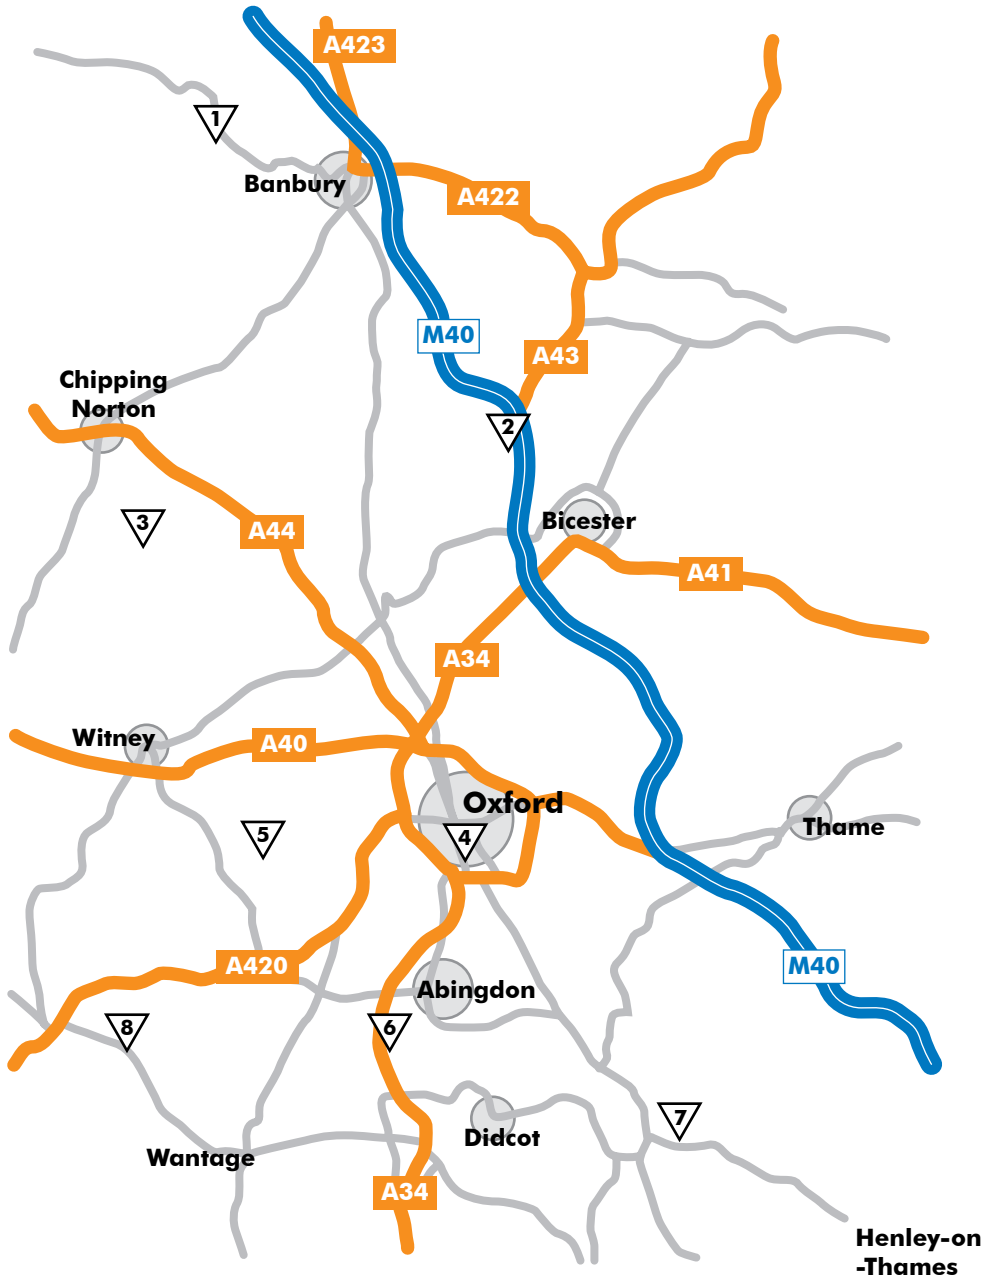 A423
1
Banbury
A422
M40
A43
Chipping
Norton
2
3
A44
Bicester
A41
A34
Witney
A40
Oxford
4
5
Thame
A420
M40
Abingdon
8
6
7
Didcot
Wantage
A34
Henley-on
-Thames